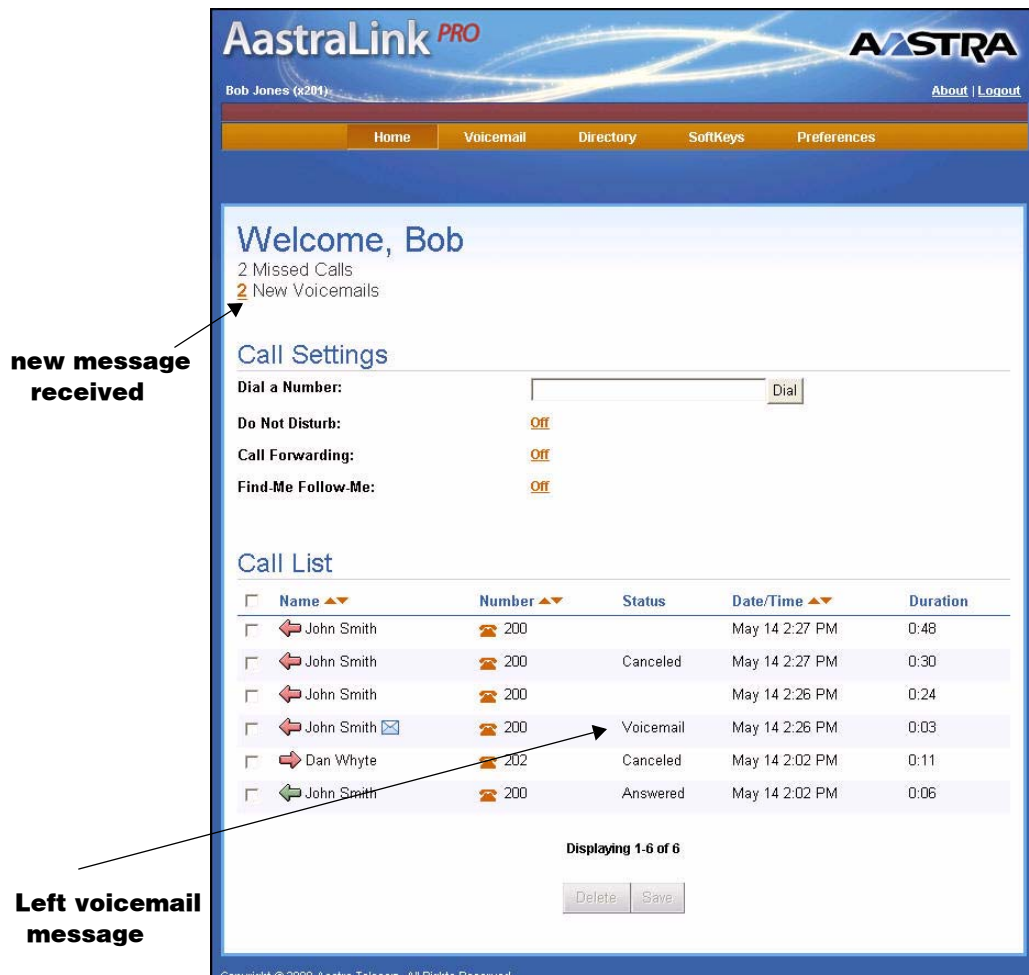 AastraLink PRO
AASTRA
Bob Jones (x201)
About | Logout
Home Voicemail Directory SoftKeys Preferences
Welcome, Bob
2 Missed Calls
2 New Voicemails
new message
received
Call Settings
Dial a Number: Dial
Do Not Disturb: Off
Call Forwarding: Off
Find-Me Follow-Me: Off
Call List
Name Number Status Date/Time Duration
John Smith 200 May 14 2:27 PM 0:48
John Smith 200 Canceled May 14 2:27 PM 0:30
John Smith 200 May 14 2:26 PM 0:24
John Smith 200 Voicemail May 14 2:26 PM 0:03
Dan Whyte 202 Canceled May 14 2:02 PM 0:11
John Smith 200 Answered May 14 2:02 PM 0:06
Displaying 1-6 of 6
Delete Save
Left voicemail
message
Copyright © Aastra Telecom. All Rights Reserved.